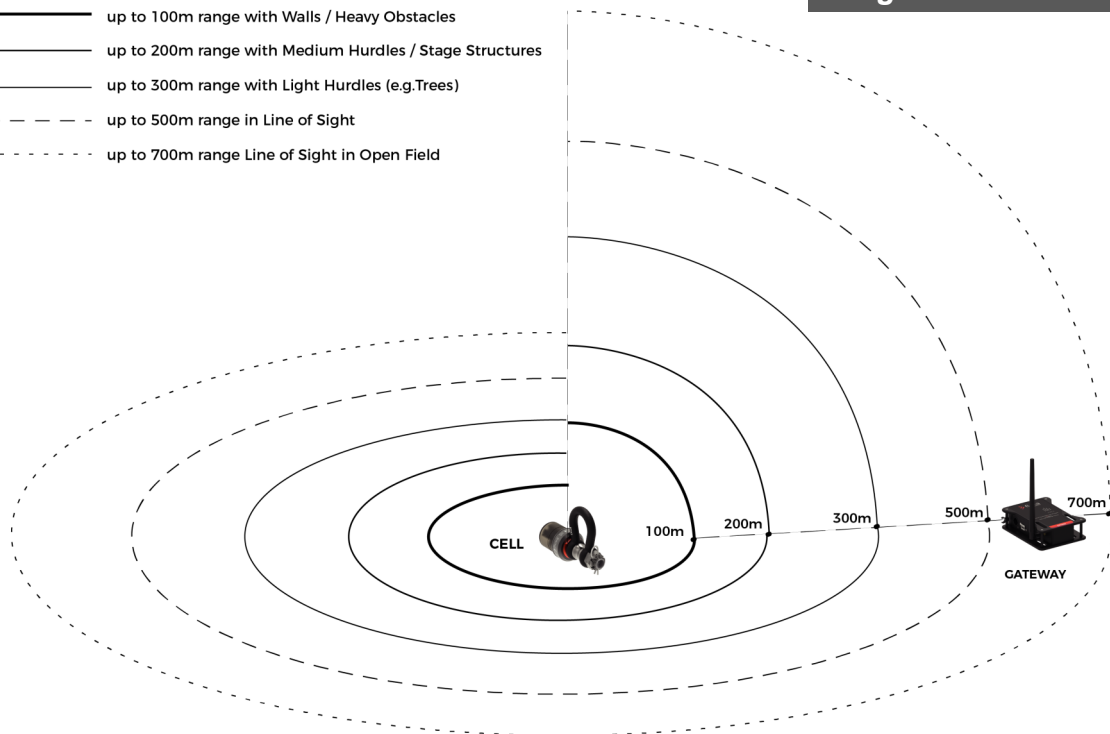 up to 100m range with Walls / Heavy Obstacles
up to 200m range with Medium Hurdles / Stage Structures
up to 300m range with Light Hurdles (e.g.Trees)
up to 500m range in Line of Sight
up to 700m range Line of Sight in Open Field
100m
200m
300m
500m
700m
CELL
GATEWAY